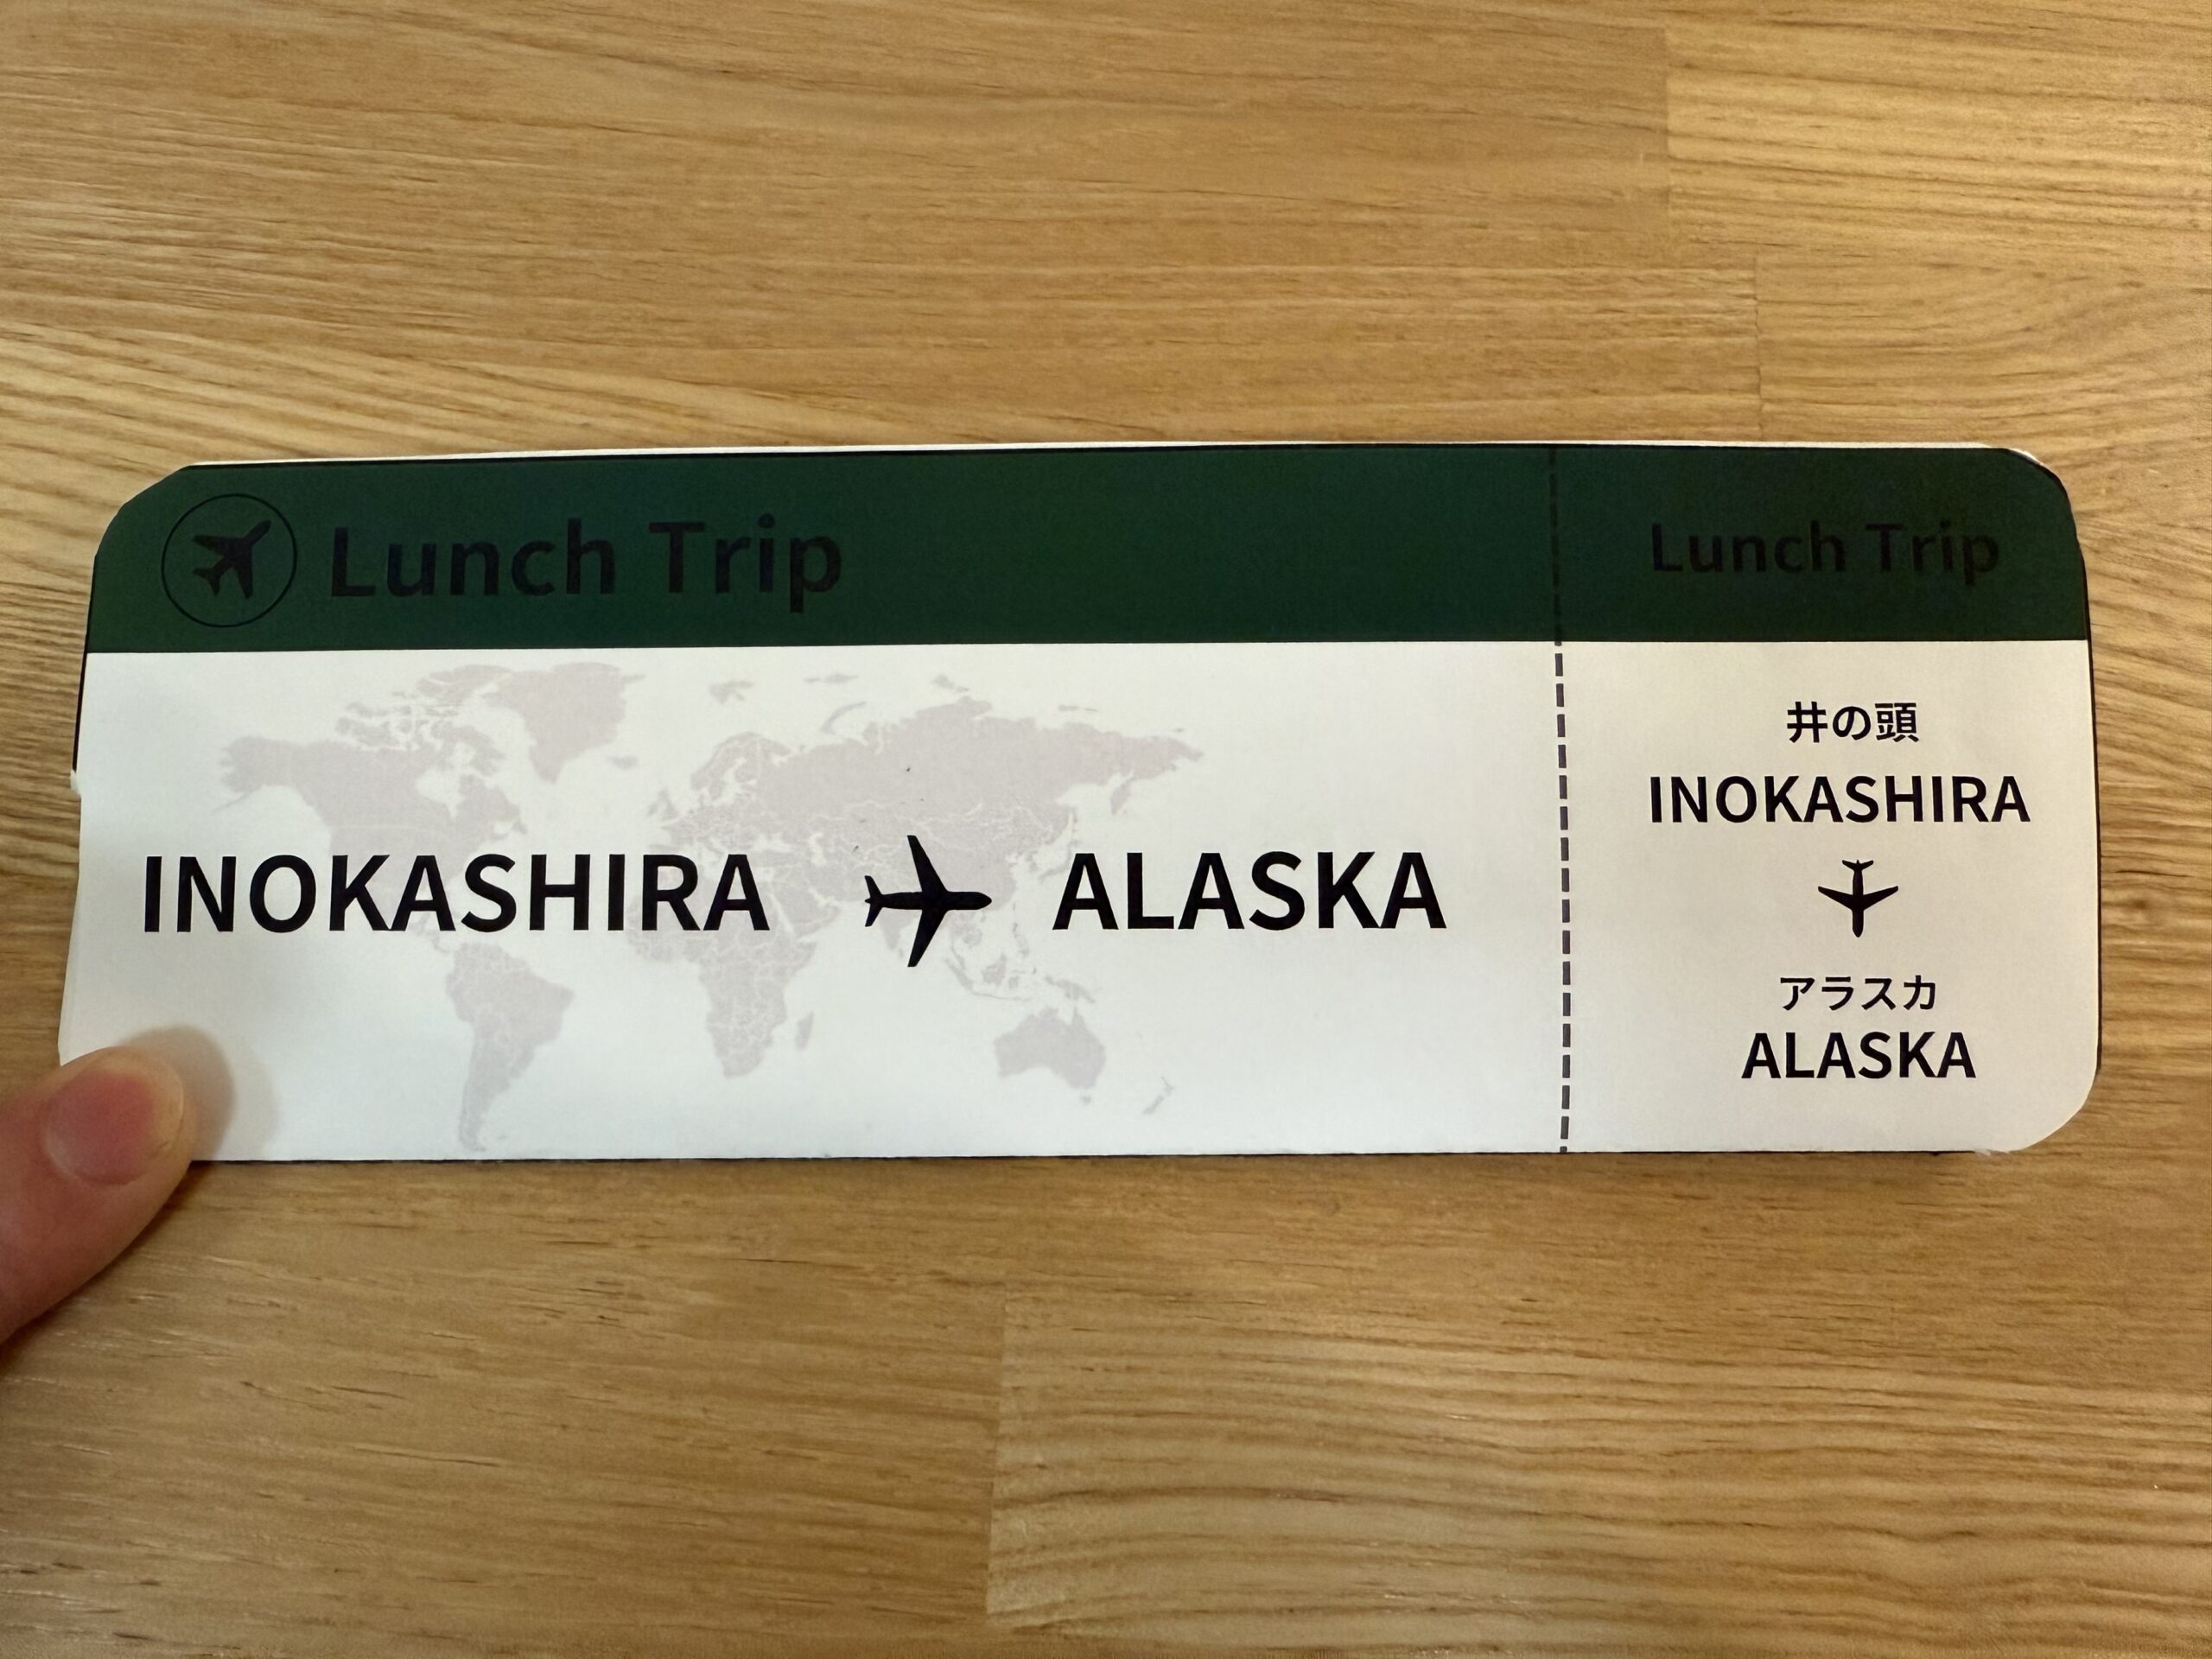 Lunch Trip
INOKASHIRA ALASKA
Lunch Trip
井の頭
INOKASHIRA
アラスカ
ALASKA